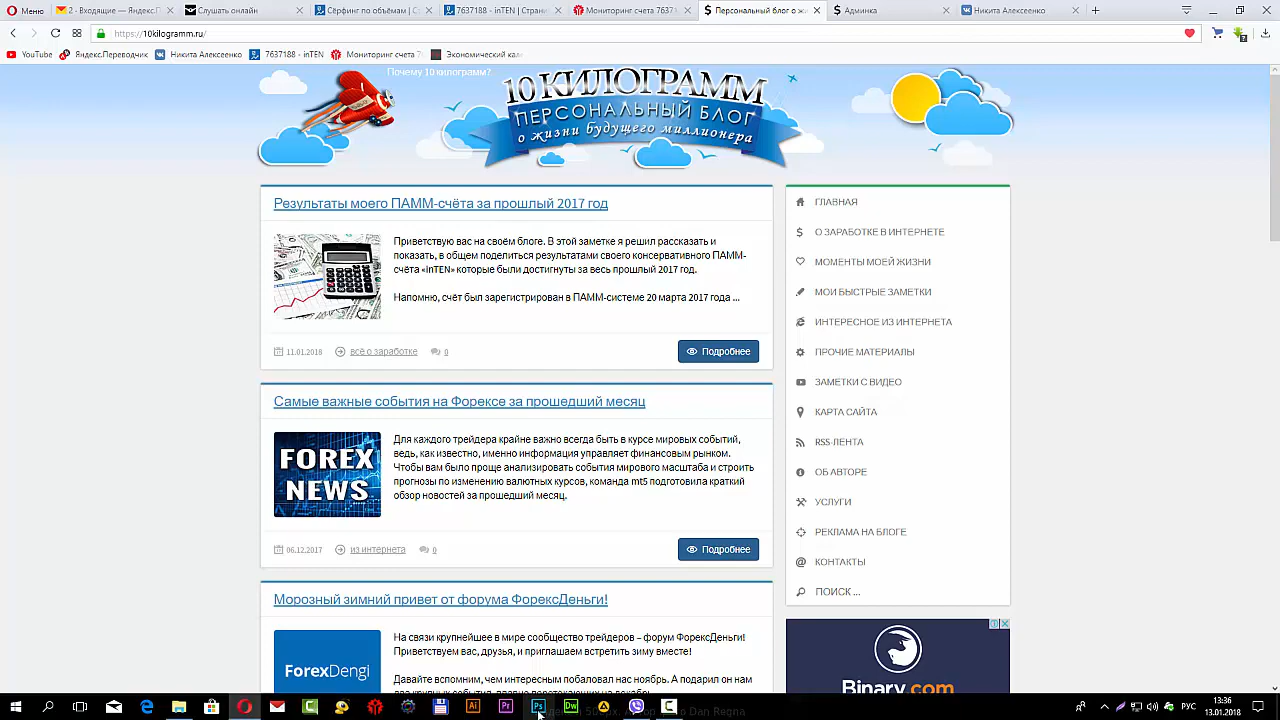 Меню
2 - Входящие — Яндекс.П
Слушать онлайн
Сёрфинг по объёмам | С
7637188 - inTEN | Страни
Мониторинг счета 7637
Персональный блог о жи
Админка
Никита Алексеенко
https://10kilogramm.ru/
YouTube
Яндекс.Переводчик
Никита Алексеенко
7637188 - inTEN
Мониторинг счета 7
Экономический кал
Почему 10 килограмм?
10 КИЛОГРАММ
ПЕРСОНАЛЬНЫЙ БЛОГ
о жизни будущего миллионера
Результаты моего ПАММ-счёта за прошлый 2017 год
Приветствую вас на своём блоге. В этой заметке я решил рассказать и
показать, в общем поделиться результатами своего консервативного ПАММ-
счёта «inTEN» которые были достигнуты за весь прошлый 2017 год.
Напомню, счёт был зарегистрирован в ПАММ-системе 20 марта 2017 года ...
11.01.2018
всё о заработке
0
Подробнее
Самые важные события на Форексе за прошедший месяц
FOREX
NEWS
Для каждого трейдера крайне важно всегда быть в курсе мировых событий,
ведь, как известно, именно информация управляет финансовым рынком.
Чтобы вам было проще анализировать события мирового масштаба и строить
прогнозы по изменению валютных курсов, команда mt5 подготовила краткий
обзор новостей за прошедший месяц.
06.12.2017
из интернета
0
Подробнее
Морозный зимний привет от форума ФорексДеньги!
ForexDengi
На связи крупнейшее в мире сообщество трейдеров – форум ФорексДеньги!
Приветствуем вас, друзья, и приглашаем встретить зиму вместе!
Давайте вспомним, чем интересным побаловал нас ноябрь. А подарил он нам
ГЛАВНАЯ
О ЗАРАБОТКЕ В ИНТЕРНЕТЕ
МОМЕНТЫ МОЕЙ ЖИЗНИ
МОИ БЫСТРЫЕ ЗАМЕТКИ
ИНТЕРЕСНОЕ ИЗ ИНТЕРНЕТА
ПРОЧИЕ МАТЕРИАЛЫ
ЗАМЕТКИ С ВИДЕО
КАРТА САЙТА
RSS-ЛЕНТА
ОБ АВТОРЕ
УСЛУГИ
РЕКЛАМА НА БЛОГЕ
КОНТАКТЫ
ПОИСК ...
Binary.com
Ai
Pr
Ps
Dw
Dan Regna
РУС
13:36
13.01.2018